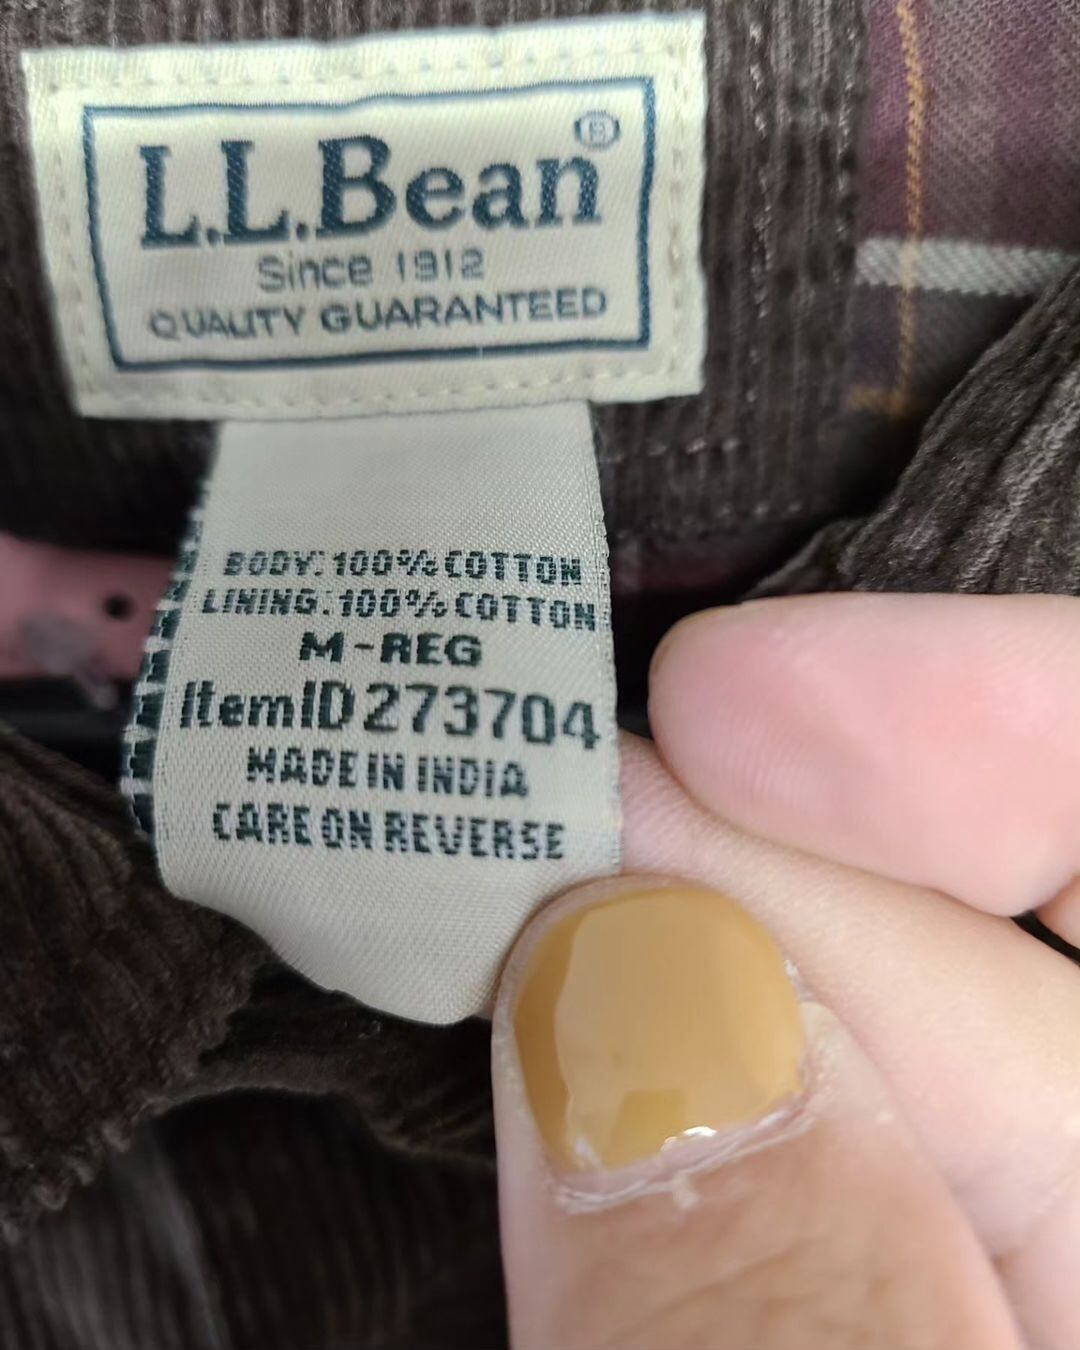 L.L.Bean®
Since 1912
QUALITY GUARANTEED
BODY:100% COTTON
LINING:100% COTTON
M-REG
ItemID 273704
MADE IN INDIA
CARE ON REVERSE